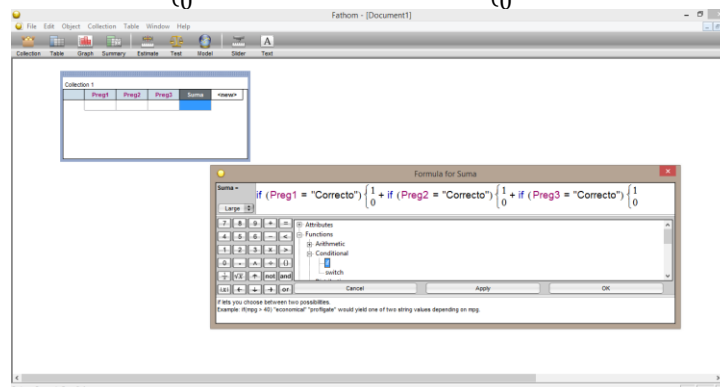 Fathom - [Document1]
File Edit Object Collection Table Window Help
Collection Table Graph Summary Estimate Test Model Slider Text
Collection 1
Preg1 Preg2 Preg3 Suma <new>
Formula for Suma
Suma =
if (Preg1 = "Correcto") { 1 0 + if (Preg2 = "Correcto") { 1 0 + if (Preg3 = "Correcto") { 1 0
Large
7 8 9 + =
4 5 6 - <
1 2 3 × >
0 . ^ ÷ ()
not and
or
Attributes
Functions
Arithmetic
Conditional
if
switch
Cancel Apply OK
if lets you choose between two possibilities.
Example: if(mpg > 40) "economical" "profligate" would yield one of two string values depending on mpg.